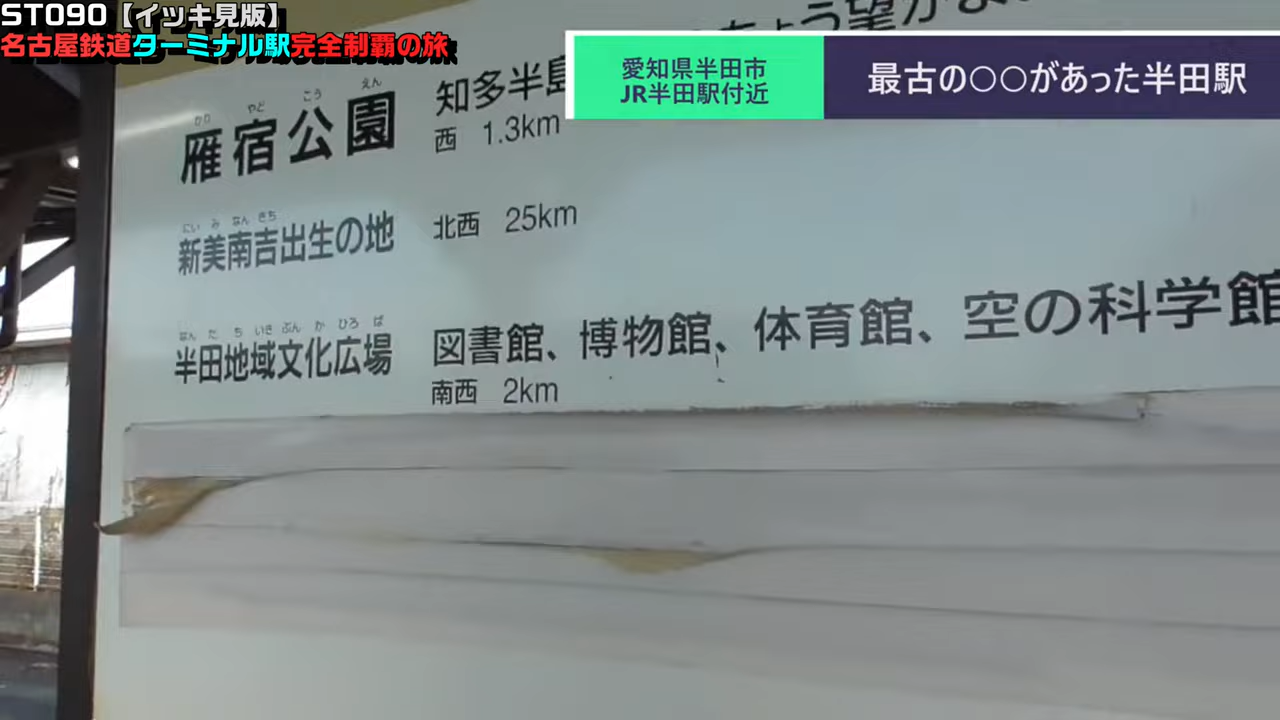 ST090【イッキ見版】
名古屋鉄道ターミナル駅完全制覇の旅
愛知県半田市
JR半田駅付近
最古の○○があった半田駅
かり やど こう えん
雁宿公園
知多半島
西 1.3km
にい み なん きち
新美南吉出生の地
北西 25km
はん だ ち いき ぶん か ひろ ば
半田地域文化広場
図書館、博物館、体育館、空の科学館
南西 2km